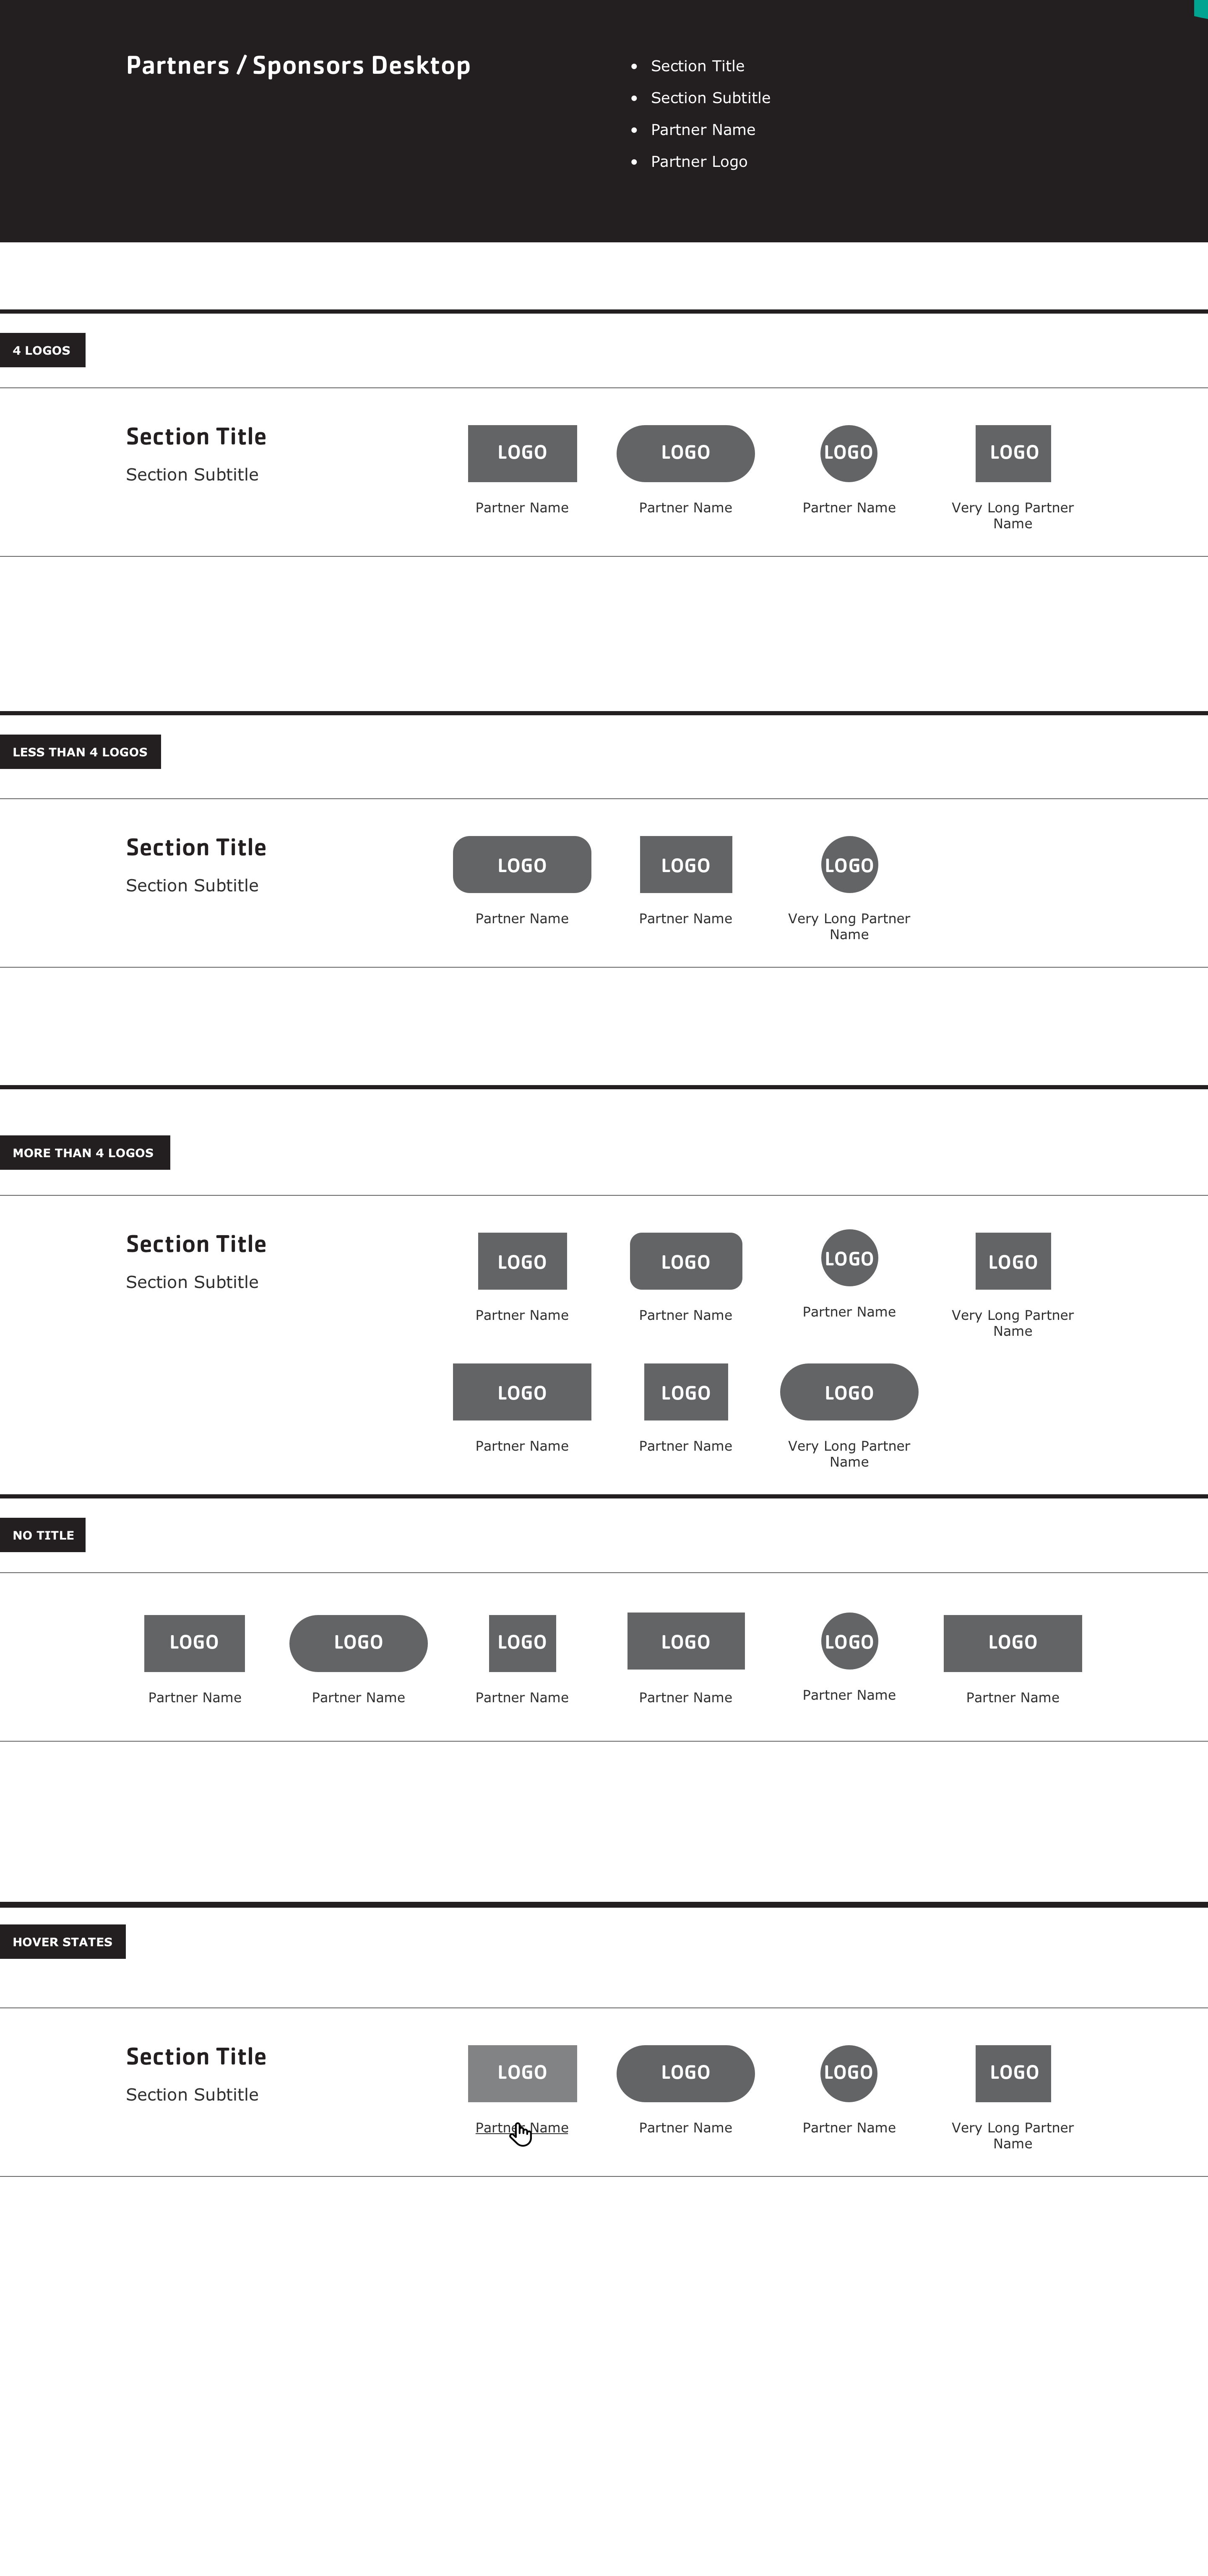 Partners / Sponsors Desktop
• Section Title
• Section Subtitle
• Partner Name
• Partner Logo
4 LOGOS
Section Title
Section Subtitle
LOGO LOGO LOGO LOGO
Partner Name Partner Name Partner Name Very Long Partner
Name
LESS THAN 4 LOGOS
Section Title
Section Subtitle
LOGO LOGO LOGO
Partner Name Partner Name Very Long Partner
Name
MORE THAN 4 LOGOS
Section Title
Section Subtitle
LOGO LOGO LOGO LOGO
Partner Name Partner Name Partner Name Very Long Partner
Name
LOGO LOGO LOGO
Partner Name Partner Name Very Long Partner
Name
NO TITLE
LOGO LOGO LOGO LOGO LOGO LOGO
Partner Name Partner Name Partner Name Partner Name Partner Name Partner Name
HOVER STATES
Section Title
Section Subtitle
LOGO LOGO LOGO LOGO
Partner Name Partner Name Partner Name Very Long Partner
Name